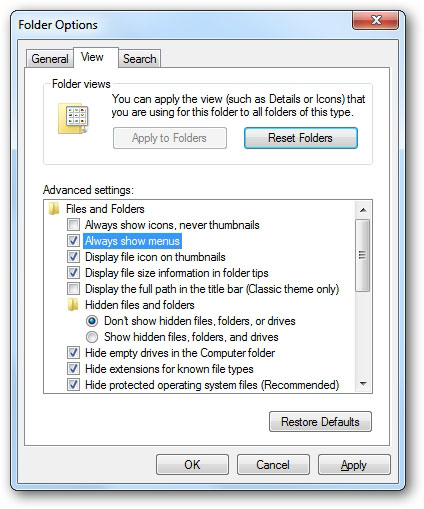 Folder Options
General
View
Search
Folder views
You can apply the view (such as Details or Icons) that
you are using for this folder to all folders of this type.
Apply to Folders
Reset Folders
Advanced settings:
Files and Folders
Always show icons, never thumbnails
Always show menus
Display file icon on thumbnails
Display file size information in folder tips
Display the full path in the title bar (Classic theme only)
Hidden files and folders
Don't show hidden files, folders, or drives
Show hidden files, folders, and drives
Hide empty drives in the Computer folder
Hide extensions for known file types
Hide protected operating system files (Recommended)
Restore Defaults
OK
Cancel
Apply